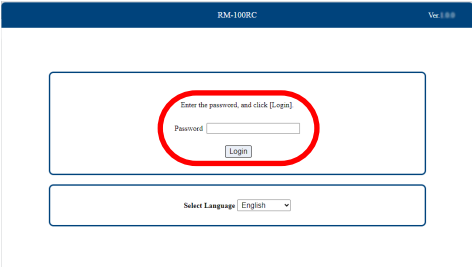 RM-100RC
Ver.
Enter the password, and click [Login].
Password
Login
Select Language English